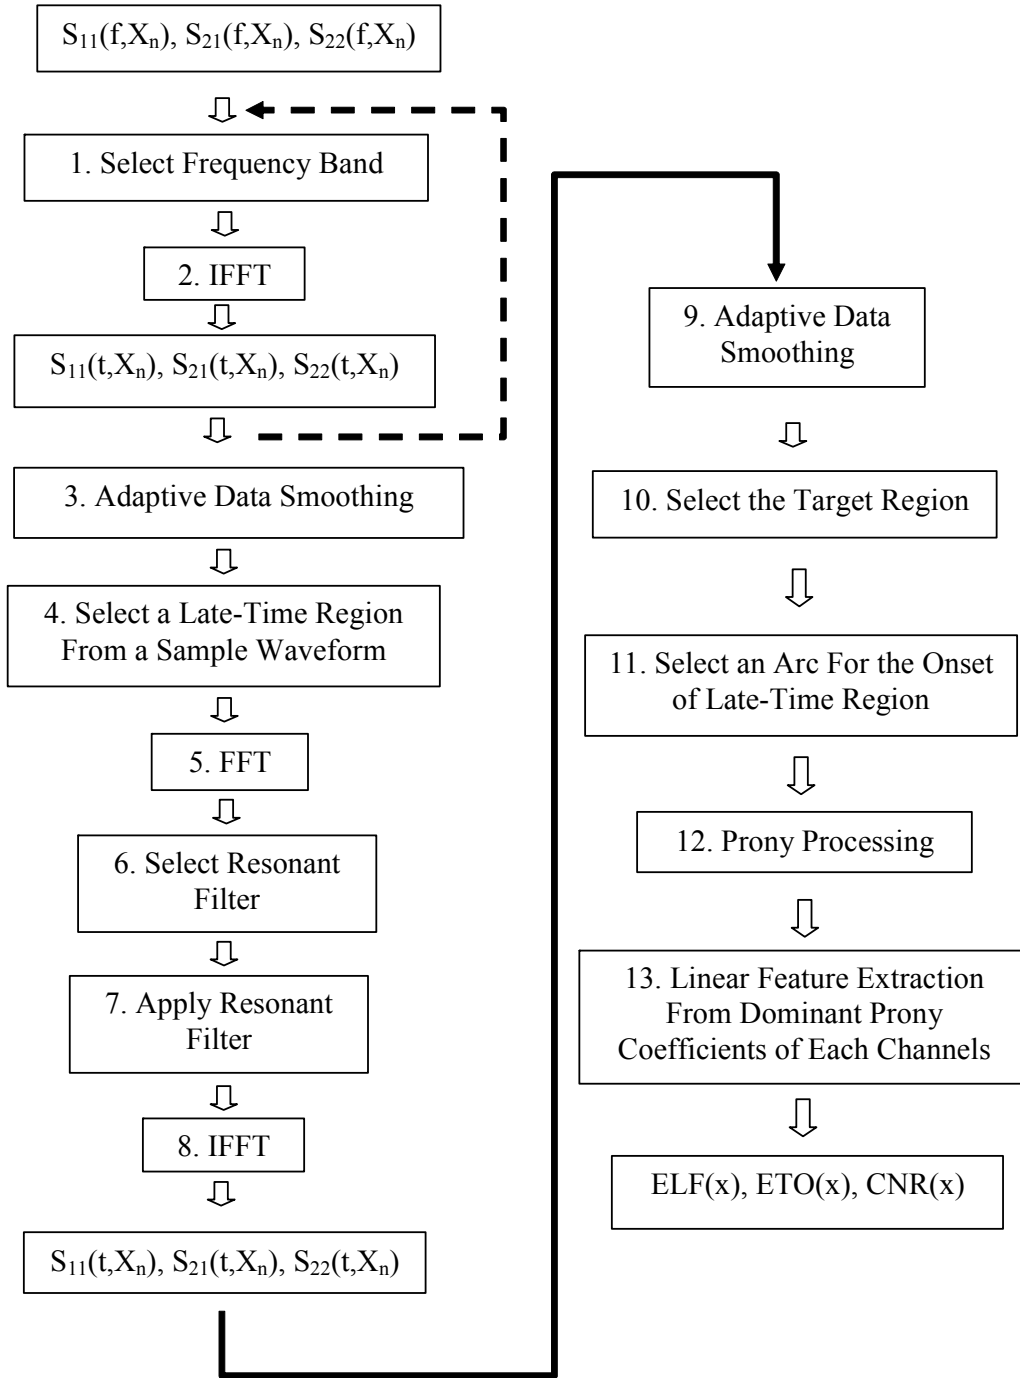 S₁₁(f,Xₙ), S₂₁(f,Xₙ), S₂₂(f,Xₙ)
1. Select Frequency Band
2. IFFT
S₁₁(t,Xₙ), S₂₁(t,Xₙ), S₂₂(t,Xₙ)
3. Adaptive Data Smoothing
4. Select a Late-Time Region
From a Sample Waveform
5. FFT
6. Select Resonant
Filter
7. Apply Resonant
Filter
8. IFFT
S₁₁(t,Xₙ), S₂₁(t,Xₙ), S₂₂(t,Xₙ)
9. Adaptive Data
Smoothing
10. Select the Target Region
11. Select an Arc For the Onset
of Late-Time Region
12. Prony Processing
13. Linear Feature Extraction
From Dominant Prony
Coefficients of Each Channels
ELF(x), ETO(x), CNR(x)